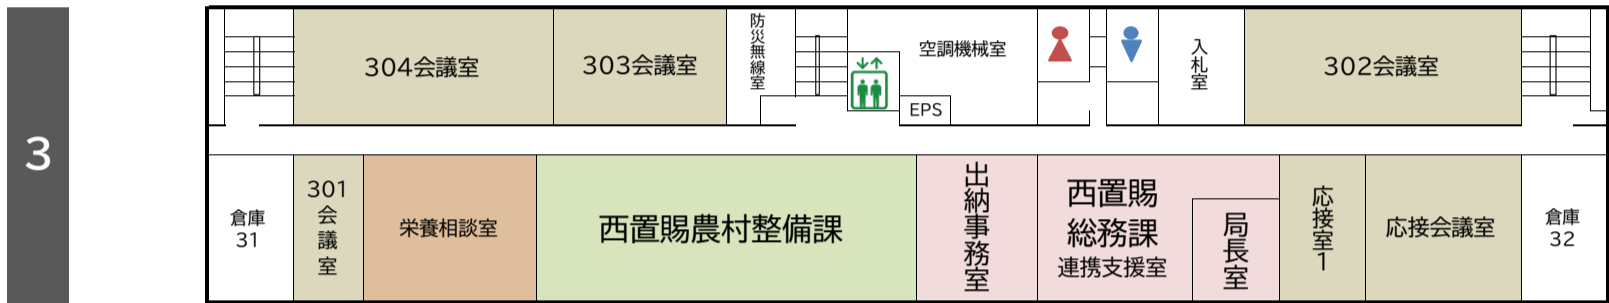 3
304会議室
303会議室
防災無線室
空調機械室
EPS
入札室
302会議室
倉庫
31
301
会議室
栄養相談室
西置賜農村整備課
出納事務室
西置賜
総務課
連携支援室
局長室
応接室1
応接会議室
倉庫
32